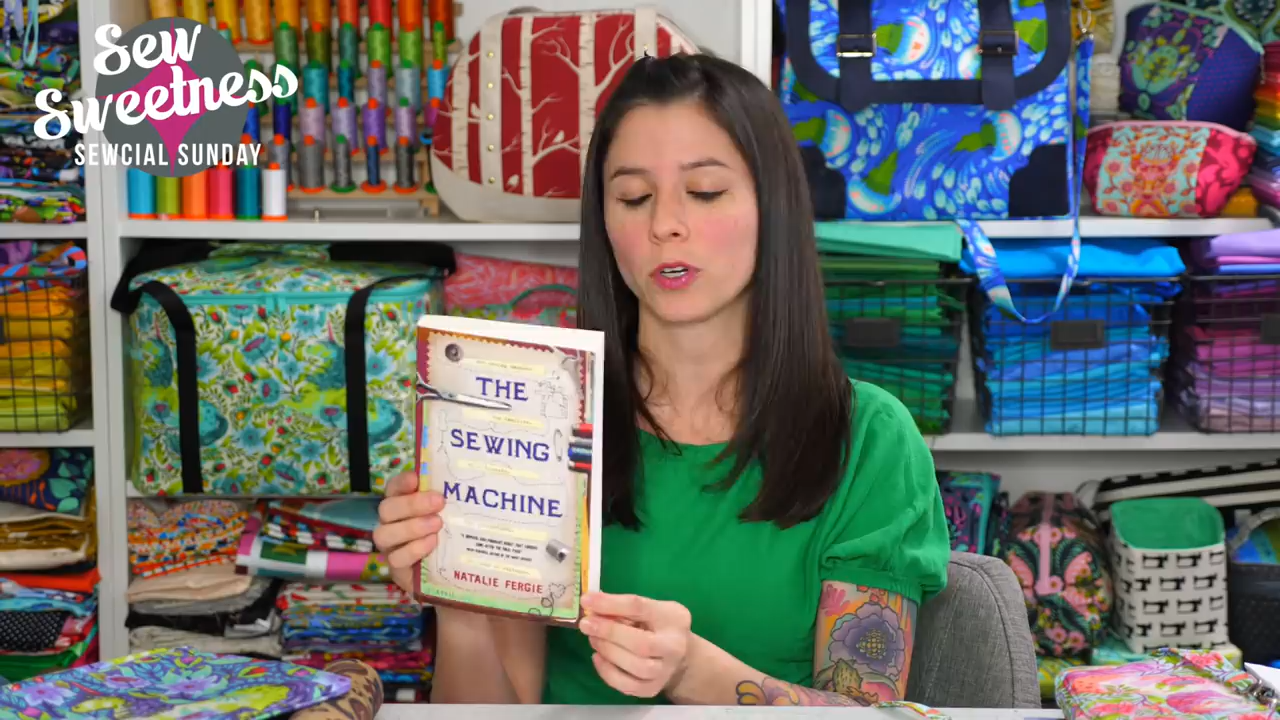 Sew
Sweetness
SEWCIAL SUNDAY
THE
SEWING
MACHINE
NATALIE FERGIE